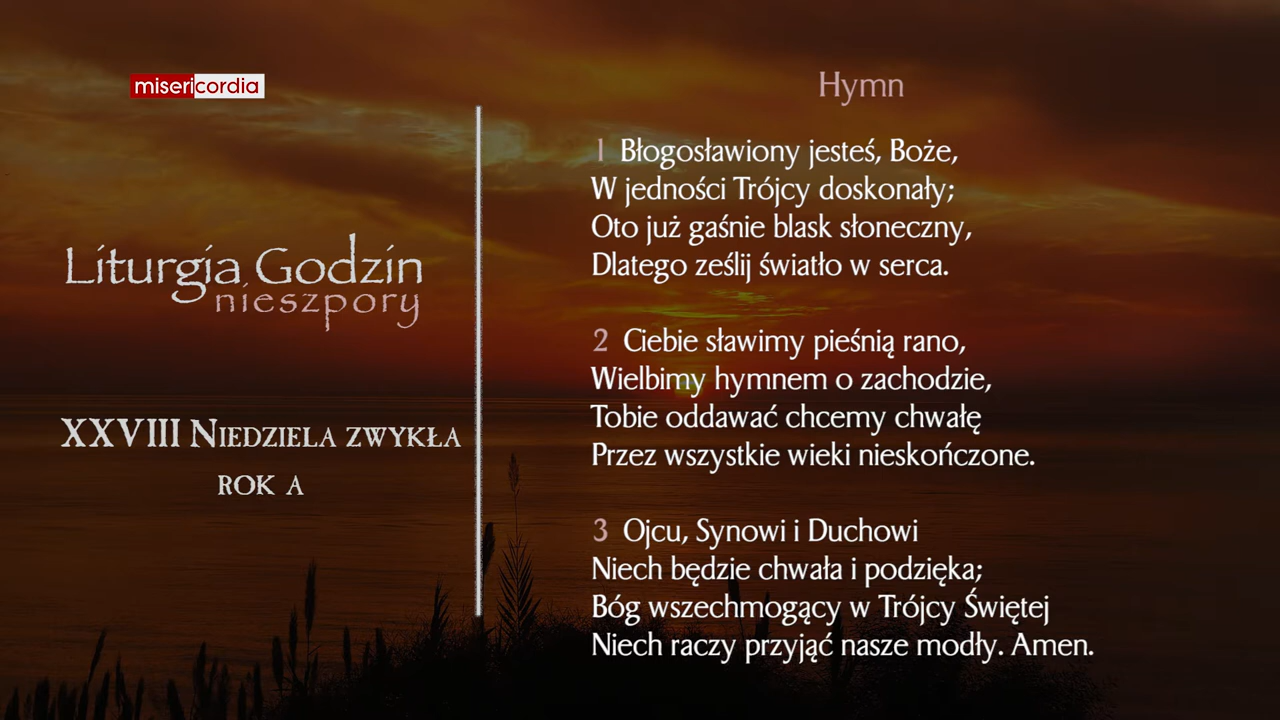 misericordia
Liturgia Godzin
nieszpory
XXVIII Niedziela zwykła
rok A
Hymn
1 Błogosławiony jesteś, Boże,
W jedności Trójcy doskonały;
Oto już gaśnie blask słoneczny,
Dlatego ześlij światło w serca.
2 Ciebie sławimy pieśnią rano,
Wielbimy hymnem o zachodzie,
Tobie oddawać chcemy chwałę
Przez wszystkie wieki nieskończone.
3 Ojcu, Synowi i Duchowi
Niech będzie chwała i podzięka;
Bóg wszechmogący w Trójcy Świętej
Niech raczy przyjąć nasze modły. Amen.